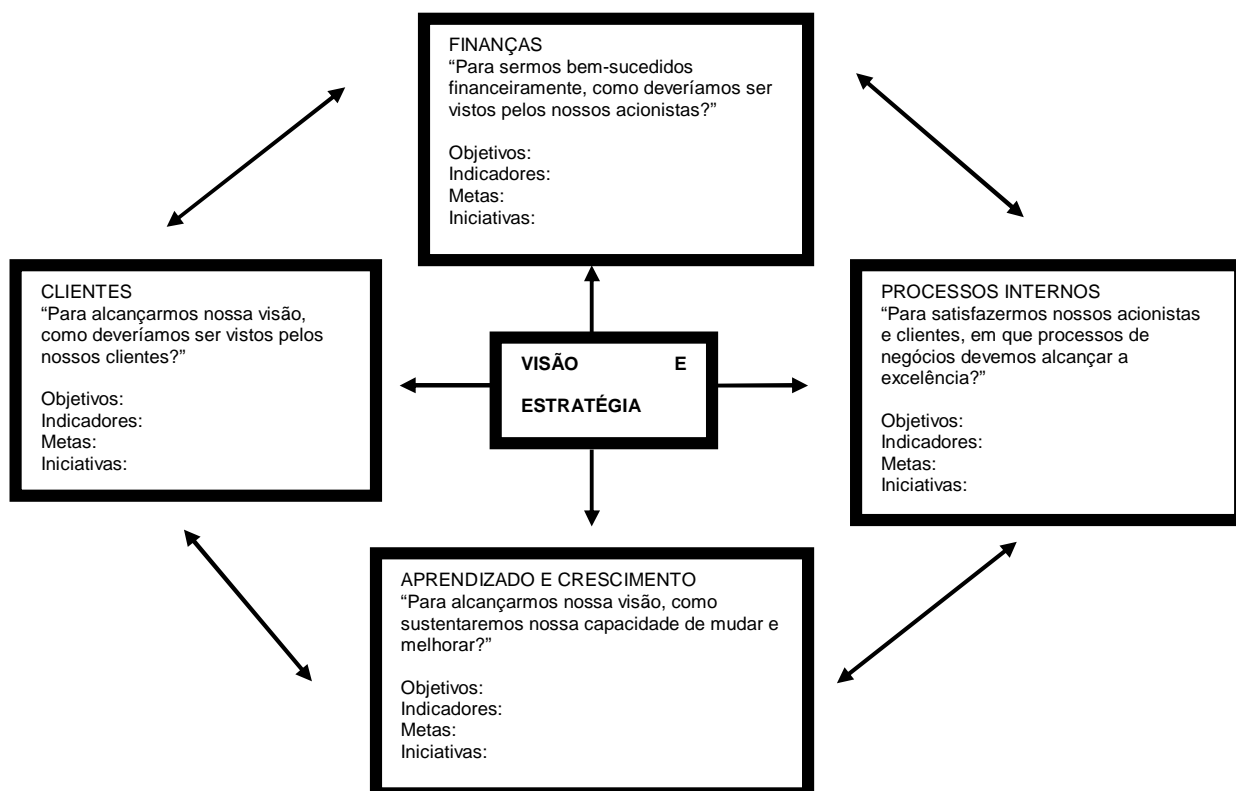 FINANÇAS
“Para sermos bem-sucedidos
financeiramente, como deveríamos ser
vistos pelos nossos acionistas?”
Objetivos:
Indicadores:
Metas:
Iniciativas:
CLIENTES
“Para alcançarmos nossa visão,
como deveríamos ser vistos pelos
nossos clientes?”
Objetivos:
Indicadores:
Metas:
Iniciativas:
VISÃO E
ESTRATÉGIA
PROCESSOS INTERNOS
“Para satisfazermos nossos acionistas
e clientes, em que processos de
negócios devemos alcançar a
excelência?”
Objetivos:
Indicadores:
Metas:
Iniciativas:
APRENDIZADO E CRESCIMENTO
“Para alcançarmos nossa visão, como
sustentaremos nossa capacidade de mudar e
melhorar?”
Objetivos:
Indicadores:
Metas:
Iniciativas: